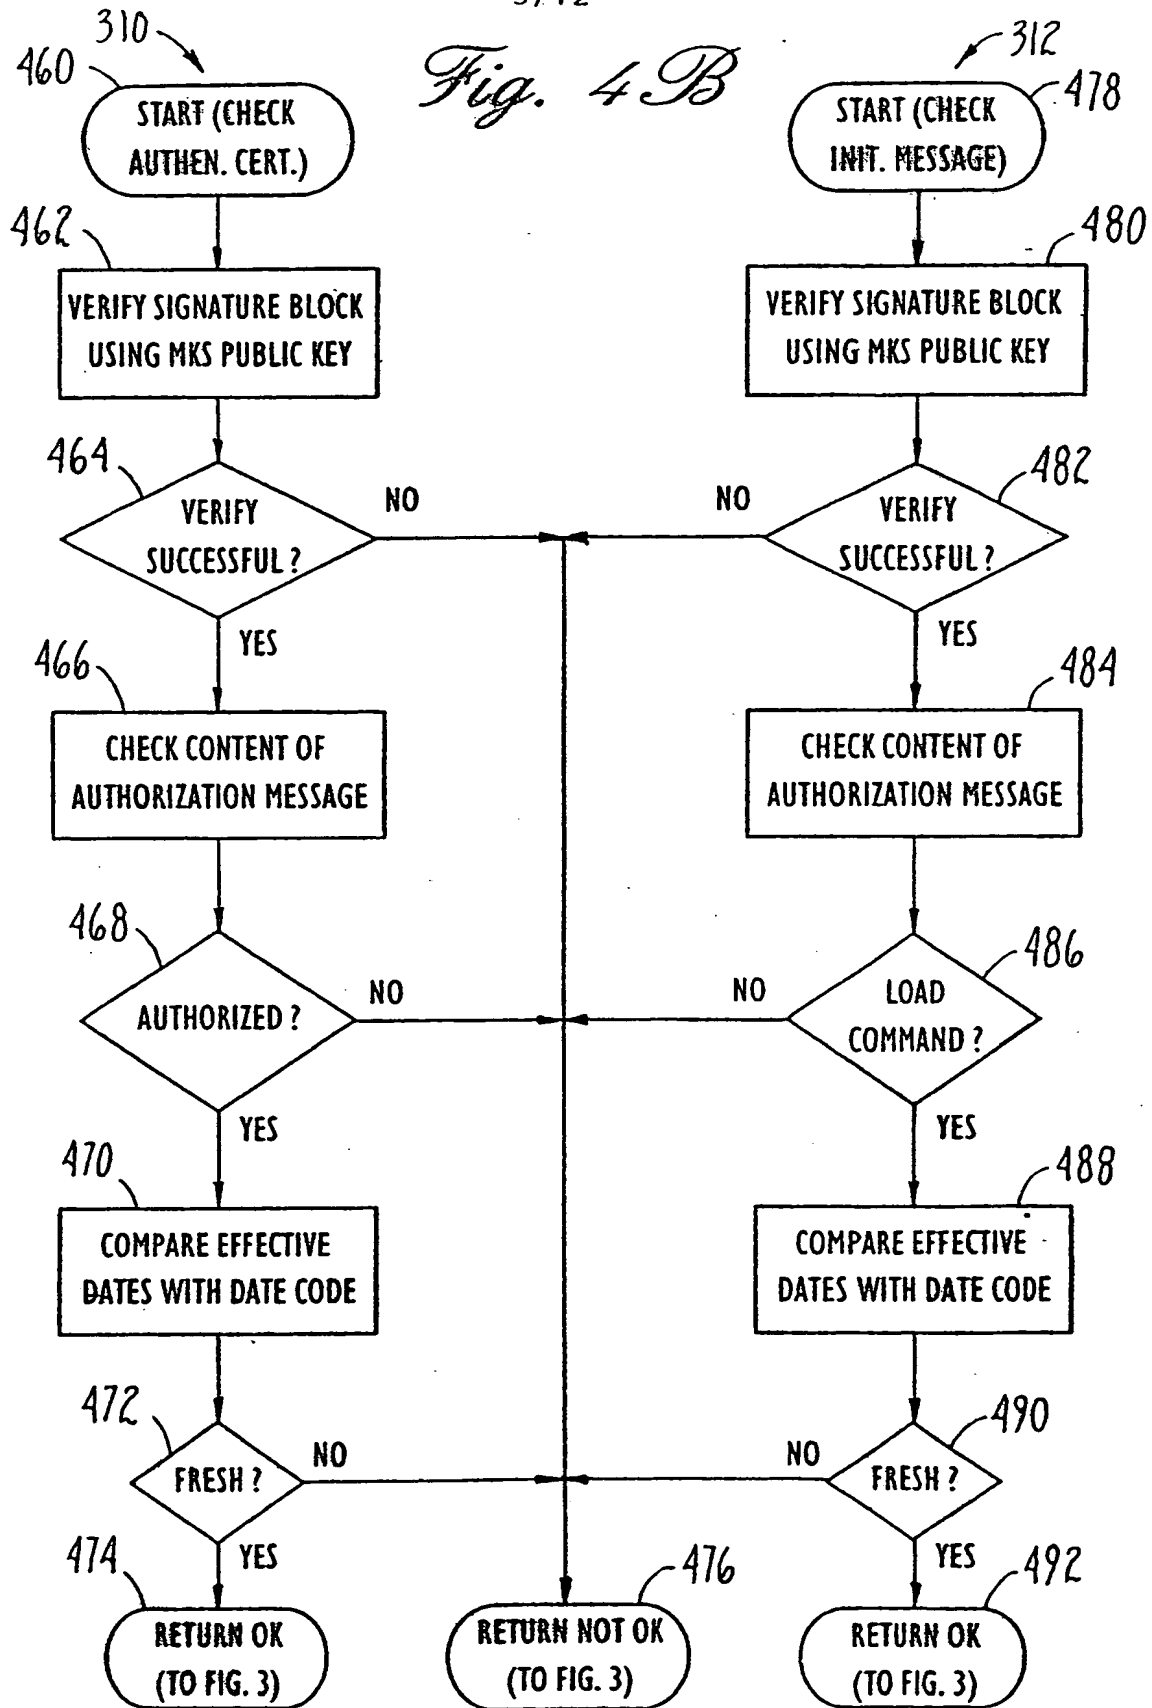 310
312
Fig. 4B
460
START (CHECK
AUTHEN. CERT.)
462
VERIFY SIGNATURE BLOCK
USING MKS PUBLIC KEY
464
VERIFY
SUCCESSFUL ?
NO
YES
466
CHECK CONTENT OF
AUTHORIZATION MESSAGE
468
AUTHORIZED ?
NO
YES
470
COMPARE EFFECTIVE
DATES WITH DATE CODE
472
FRESH ?
NO
YES
474
RETURN OK
(TO FIG. 3)
476
RETURN NOT OK
(TO FIG. 3)
478
START (CHECK
INIT. MESSAGE)
480
VERIFY SIGNATURE BLOCK
USING MKS PUBLIC KEY
482
VERIFY
SUCCESSFUL ?
NO
YES
484
CHECK CONTENT OF
AUTHORIZATION MESSAGE
486
LOAD
COMMAND ?
NO
YES
488
COMPARE EFFECTIVE
DATES WITH DATE CODE
490
FRESH ?
NO
YES
492
RETURN OK
(TO FIG. 3)